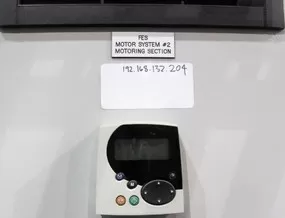 FES
MOTOR SYSTEM #2
MOTORING SECTION
192.168.132.204